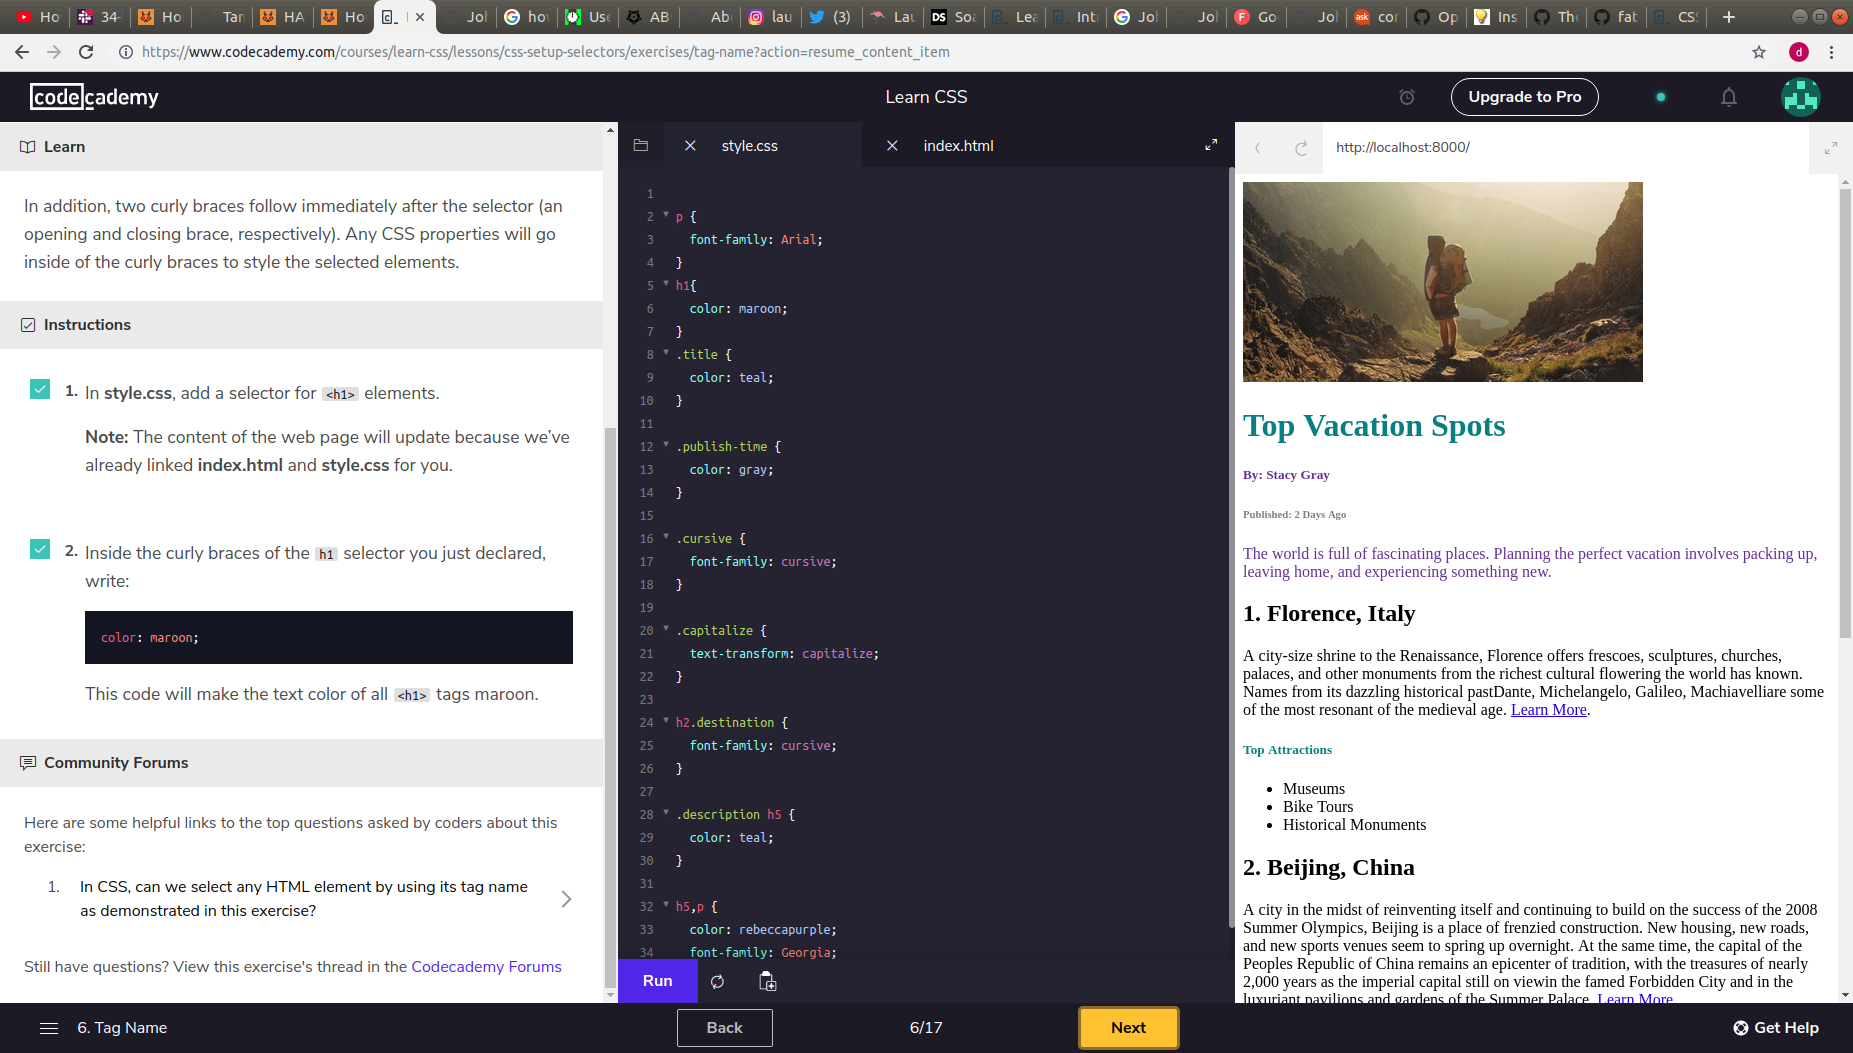 Ho
34-
Ho
Tar
HA
Ho
Jol
how
Use
AB
Ab
lau
(3)
Lau
Soa
Lea
Int
Jol
Jol
Go
Jol
cor
Op
Ins
The
fat
CSS
https://www.codecademy.com/courses/learn-css/lessons/css-setup-selectors/exercises/tag-name?action=resume_content_item
d
codecademy
Learn CSS
Upgrade to Pro
Learn
In addition, two curly braces follow immediately after the selector (an
opening and closing brace, respectively). Any CSS properties will go
inside of the curly braces to style the selected elements.
Instructions
1. In style.css, add a selector for <h1> elements.
Note: The content of the web page will update because we’ve
already linked index.html and style.css for you.
2. Inside the curly braces of the h1 selector you just declared,
write:
color: maroon;
This code will make the text color of all <h1> tags maroon.
Community Forums
Here are some helpful links to the top questions asked by coders about this
exercise:
1. In CSS, can we select any HTML element by using its tag name
as demonstrated in this exercise?
Still have questions? View this exercise's thread in the Codecademy Forums
style.css
index.html
1
2 p {
3 font-family: Arial;
4 }
5 h1{
6 color: maroon;
7 }
8 .title {
9 color: teal;
10 }
11
12 .publish-time {
13 color: gray;
14 }
15
16 .cursive {
17 font-family: cursive;
18 }
19
20 .capitalize {
21 text-transform: capitalize;
22 }
23
24 h2.destination {
25 font-family: cursive;
26 }
27
28 .description h5 {
29 color: teal;
30 }
31
32 h5,p {
33 color: rebeccapurple;
34 font-family: Georgia;
Run
http://localhost:8000/
Top Vacation Spots
By: Stacy Gray
Published: 2 Days Ago
The world is full of fascinating places. Planning the perfect vacation involves packing up,
leaving home, and experiencing something new.
1. Florence, Italy
A city-size shrine to the Renaissance, Florence offers frescoes, sculptures, churches,
palaces, and other monuments from the richest cultural flowering the world has known.
Names from its dazzling historical pastDante, Michelangelo, Galileo, Machiavelliare some
of the most resonant of the medieval age. Learn More.
Top Attractions
Museums
Bike Tours
Historical Monuments
2. Beijing, China
A city in the midst of reinventing itself and continuing to build on the success of the 2008
Summer Olympics, Beijing is a place of frenzied construction. New housing, new roads,
and new sports venues seem to spring up overnight. At the same time, the capital of the
Peoples Republic of China remains an epicenter of tradition, with the treasures of nearly
2,000 years as the imperial capital still on viewin the famed Forbidden City and in the
luxuriant pavilions and gardens of the Summer Palace. Learn More
6. Tag Name
Back
6/17
Next
Get Help